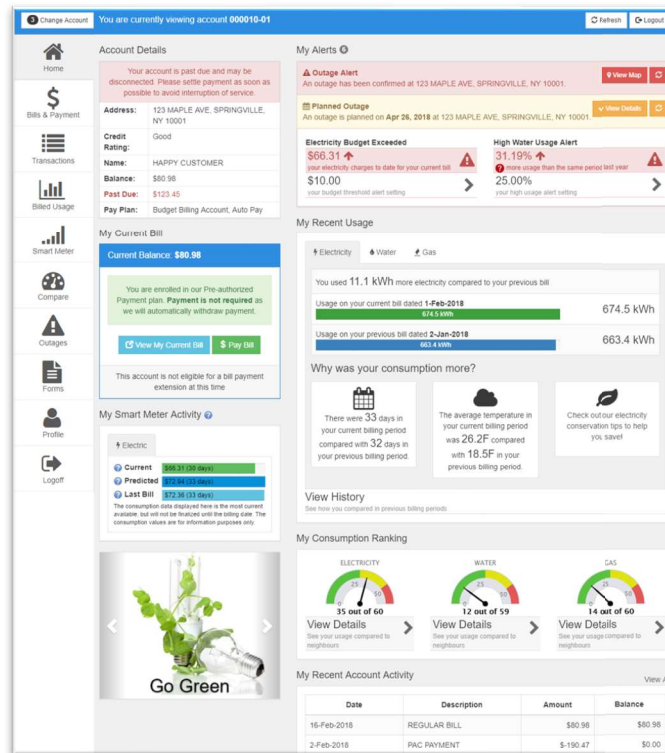 3 Change Account
You are currently viewing account 000010-01
Refresh
Logout
Home
Bills & Payment
Transactions
Billed Usage
Smart Meter
Compare
Outages
Forms
Profile
Logoff
Account Details
Your account is past due and may be
disconnected. Please settle payment as soon as
possible to avoid interruption of service.
Address: 123 MAPLE AVE, SPRINGVILLE,
NY 10001
Credit
Rating: Good
Name: HAPPY CUSTOMER
Balance: $80.98
Past Due: $123.45
Pay Plan: Budget Billing Account, Auto Pay
My Current Bill
Current Balance: $80.98
You are enrolled in our Pre-authorized
Payment plan. Payment is not required as
we will automatically withdraw payment.
View My Current Bill
$ Pay Bill
This account is not eligible for a bill payment
extension at this time
My Smart Meter Activity
Electric
Current $66.31 (30 days)
Predicted $72.94 (33 days)
Last Bill $72.36 (33 days)
The consumption data displayed here is the most current
available, but will not be finalized until the billing date. The
consumption values are for information purposes only.
Go Green
My Alerts
Outage Alert
An outage has been confirmed at 123 MAPLE AVE, SPRINGVILLE, NY 10001.
View Map
Planned Outage
An outage is planned on Apr 26, 2018 at 123 MAPLE AVE, SPRINGVILLE, NY 10001.
View Details
Electricity Budget Exceeded
$66.31
your electricity charges to date for your current bill
$10.00
your budget threshold alert setting
High Water Usage Alert
31.19%
more usage than the same period last year
25.00%
your high usage alert setting
My Recent Usage
Electricity
Water
Gas
You used 11.1 kWh more electricity compared to your previous bill
Usage on your current bill dated 1-Feb-2018
674.5 kWh
674.5 kWh
Usage on your previous bill dated 2-Jan-2018
663.4 kWh
663.4 kWh
Why was your consumption more?
There were 33 days in
your current billing period
compared with 32 days in
your previous billing period.
The average temperature in
your current billing period
was 26.2F compared
with 18.5F in your
previous billing period.
Check out our electricity
conservation tips to help
you save!
View History
See how you compared in previous billing periods
My Consumption Ranking
ELECTRICITY
25
50
35 out of 60
View Details
See your usage compared to
neighbours
WATER
25
50
12 out of 59
View Details
See your usage compared to
neighbours
GAS
25
50
14 out of 60
View Details
See your usage compared to
neighbours
My Recent Account Activity
View
Date Description Amount Balance
16-Feb-2018 REGULAR BILL $80.98 $80.98
2-Feb-2018 PAC PAYMENT $-190.47 $0.00